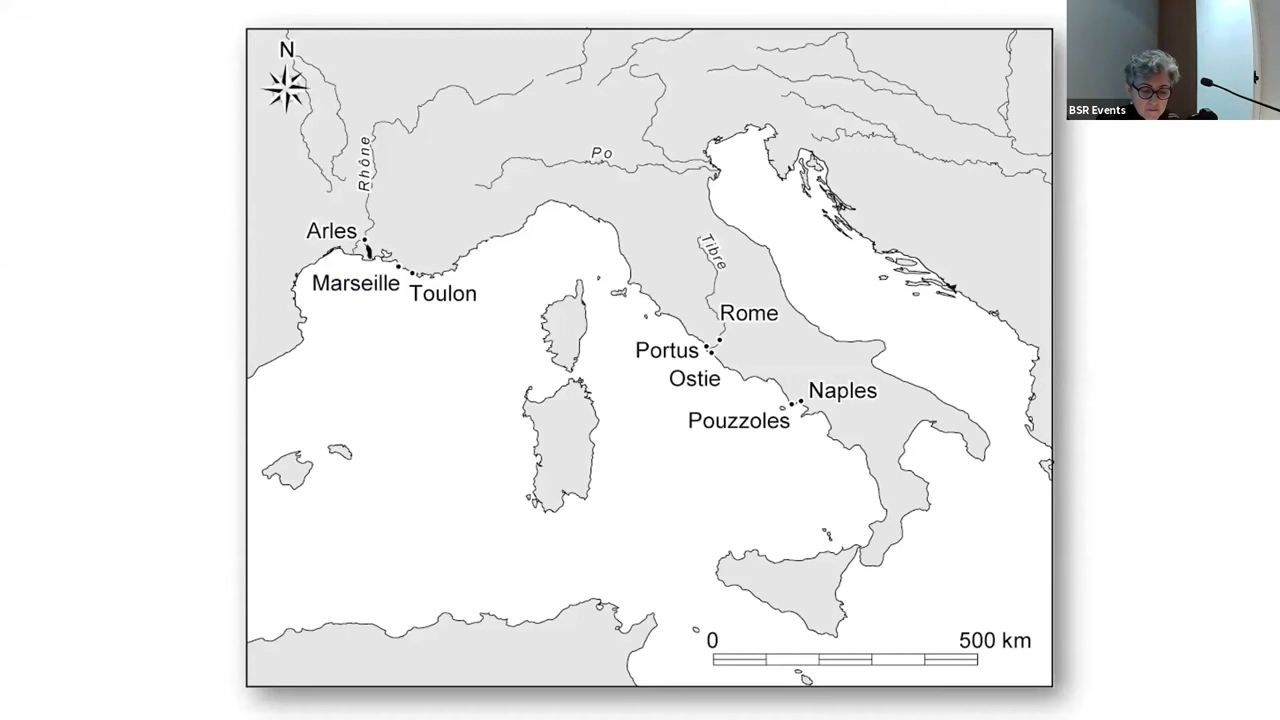 N
BSR Events
Rhône
Po
Arles
Tibre
Marseille
Toulon
Rome
Portus
Ostie
Naples
Pouzzoles
0 500 km